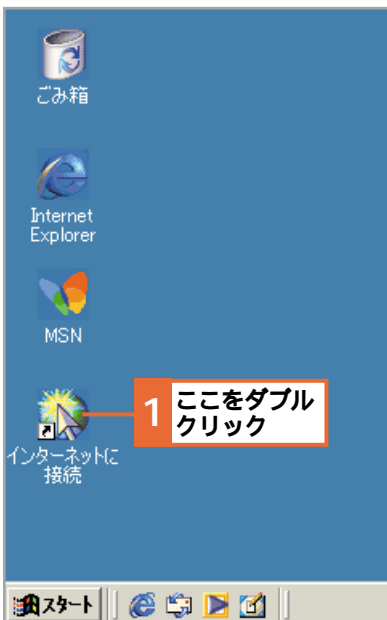 ごみ箱
Internet
Explorer
MSN
1 ここをダブル
クリック
インターネットに
接続
スタート